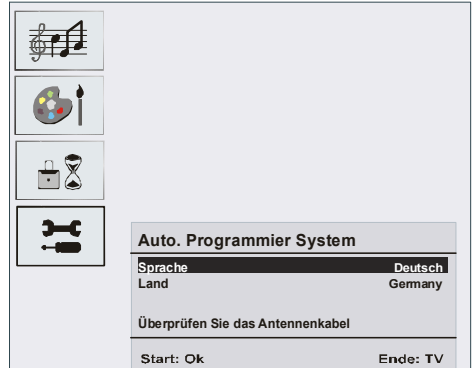 Auto. Programmier System
Sprache Deutsch
Land Germany
Überprüfen Sie das Antennenkabel
Start: Ok Ende: TV